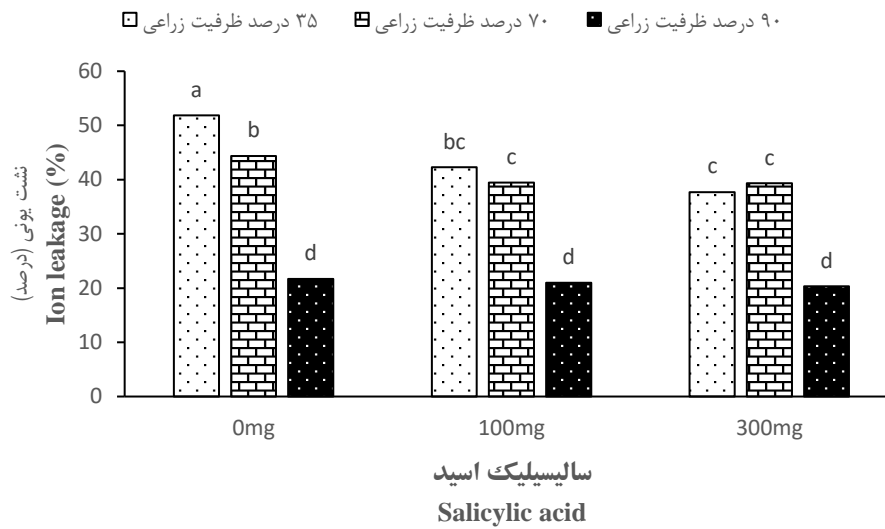 ۳۵ درصد ظرفیت زراعی ۷۰ درصد ظرفیت زراعی ۹۰ درصد ظرفیت زراعی
نشت یونی (درصد)
Ion leakage (%)
60
50
40
30
20
10
0
a b d
bc c d
c c d
0mg 100mg 300mg
سالیسیلیک اسید
Salicylic acid